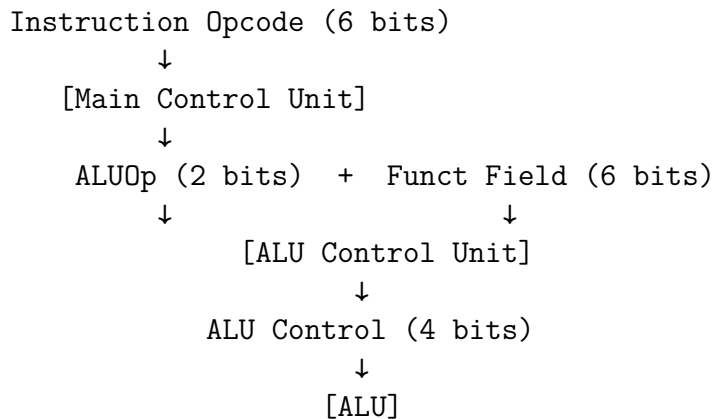 Instruction Opcode (6 bits)
↓
[Main Control Unit]
↓
ALUOp (2 bits) + Funct Field (6 bits)
↓ ↓
[ALU Control Unit]
↓
ALU Control (4 bits)
↓
[ALU]